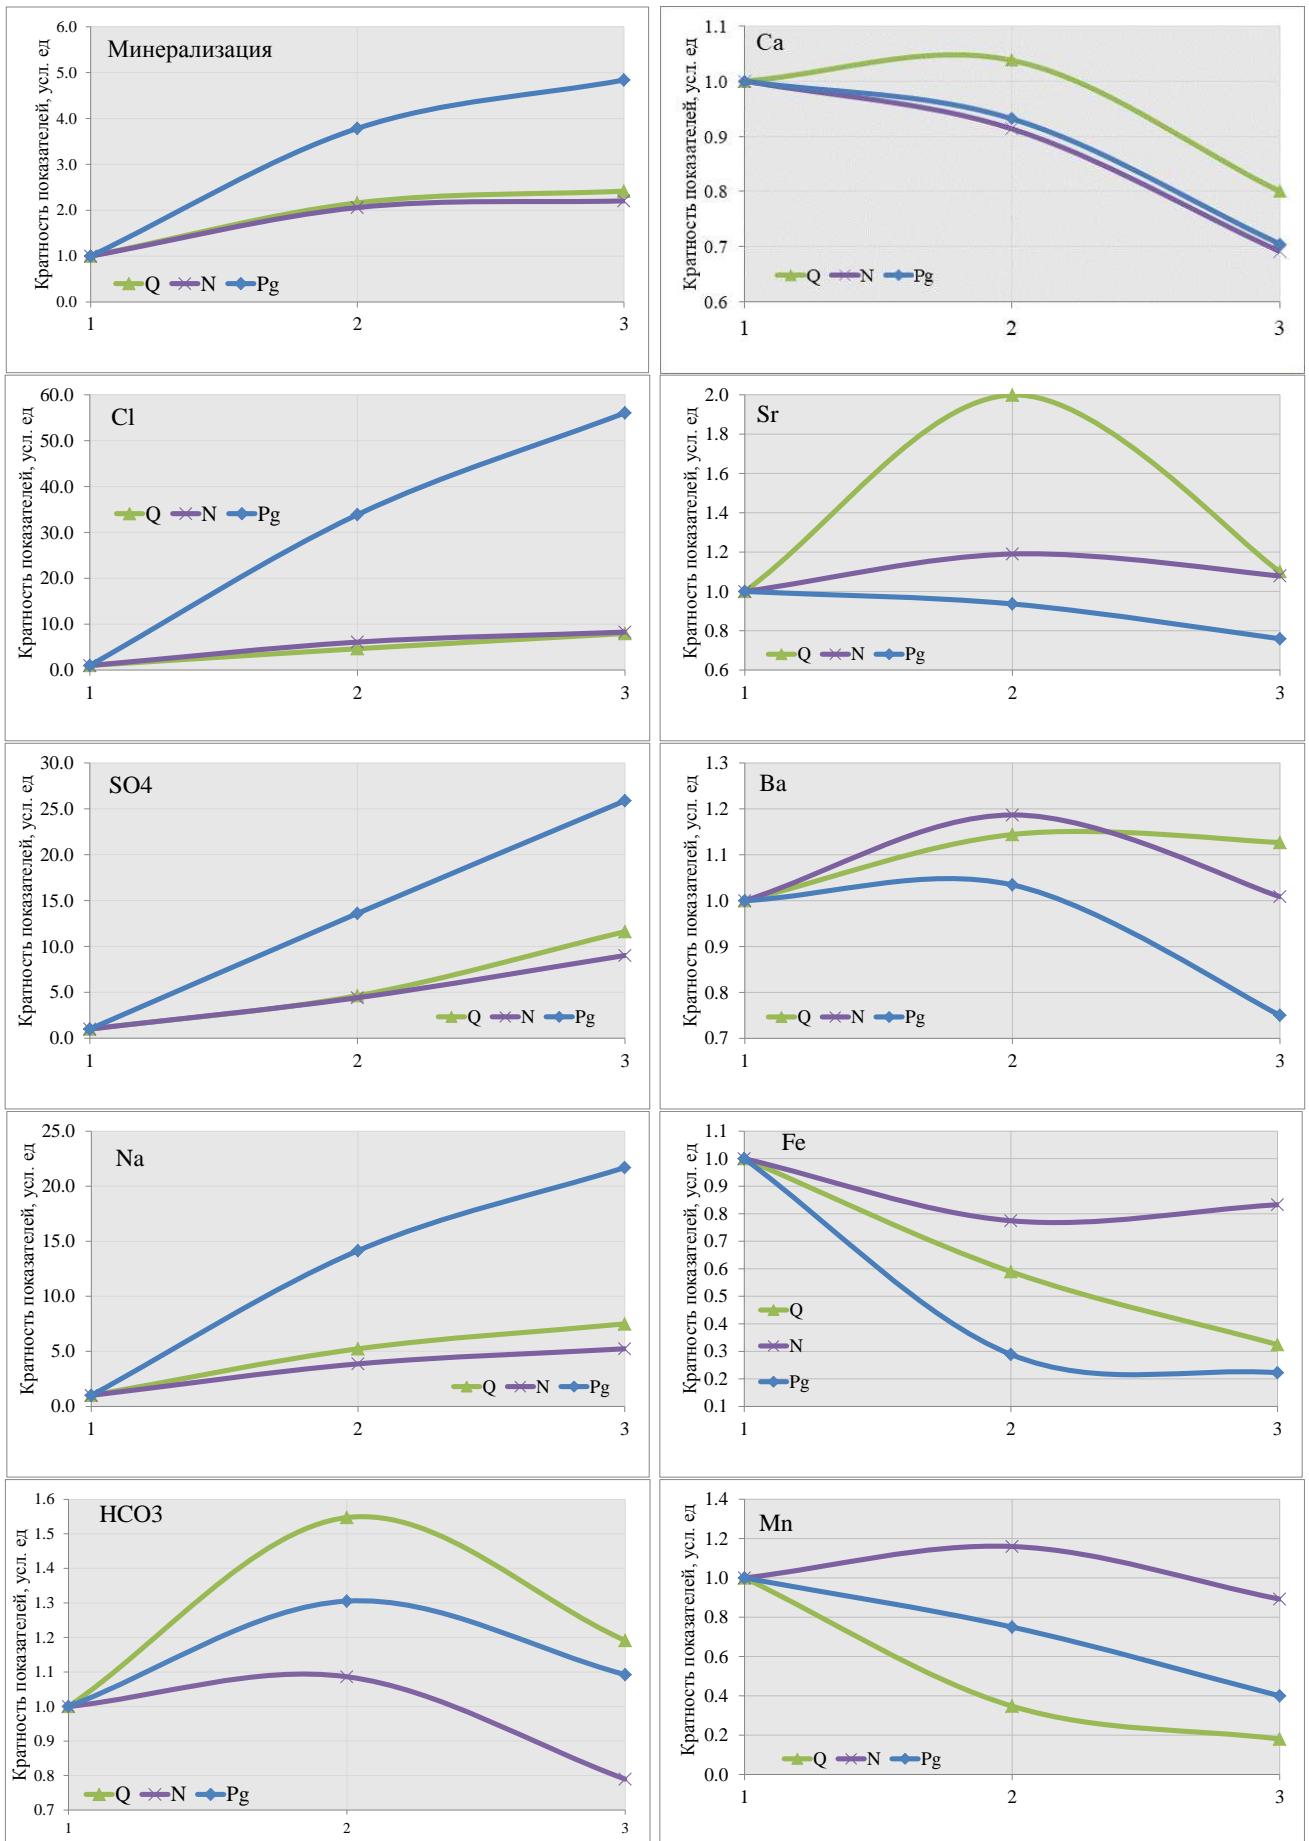 Минерализация
Кратность показателей, усл. ед
6.0
5.0
4.0
3.0
2.0
1.0
0.0
Q N Pg
1 2 3
Ca
Кратность показателей, усл. ед
1.1
1.0
0.9
0.8
0.7
0.6
Q N Pg
1 2 3
Cl
Кратность показателей, усл. ед
60.0
50.0
40.0
30.0
20.0
10.0
0.0
Q N Pg
1 2 3
Sr
Кратность показателей, усл. ед
2.0
1.8
1.6
1.4
1.2
1.0
0.8
0.6
Q N Pg
1 2 3
SO4
Кратность показателей, усл. ед
30.0
25.0
20.0
15.0
10.0
5.0
0.0
Q N Pg
1 2 3
Ba
Кратность показателей, усл. ед
1.3
1.2
1.1
1.0
0.9
0.8
0.7
Q N Pg
1 2 3
Na
Кратность показателей, усл. ед
25.0
20.0
15.0
10.0
5.0
0.0
Q N Pg
1 2 3
Fe
Кратность показателей, усл. ед
1.1
1.0
0.9
0.8
0.7
0.6
0.5
0.4
0.3
0.2
0.1
Q
N
Pg
1 2 3
HCO3
Кратность показателей, усл. ед
1.6
1.5
1.4
1.3
1.2
1.1
1.0
0.9
0.8
0.7
Q N Pg
1 2 3
Mn
Кратность показателей, усл. ед
1.4
1.2
1.0
0.8
0.6
0.4
0.2
0.0
Q N Pg
1 2 3